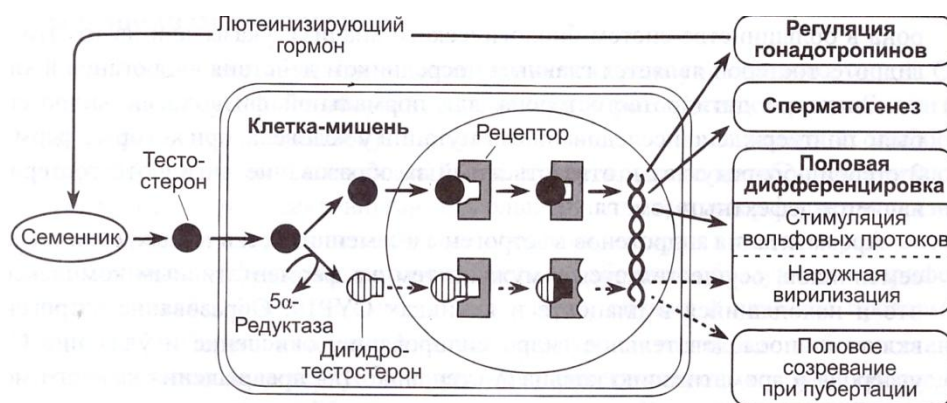 Лютеинизирующий
гормон
Регуляция
гонадотропинов
Сперматогенез
Клетка-мишень
Рецептор
Тесто-
стерон
Половая
дифференцировка
Стимуляция
вольфовых протоков
Семенник
5α-
Редуктаза
Дигидро-
тестостерон
Наружная
вирилизация
Половое
созревание
при пубертации